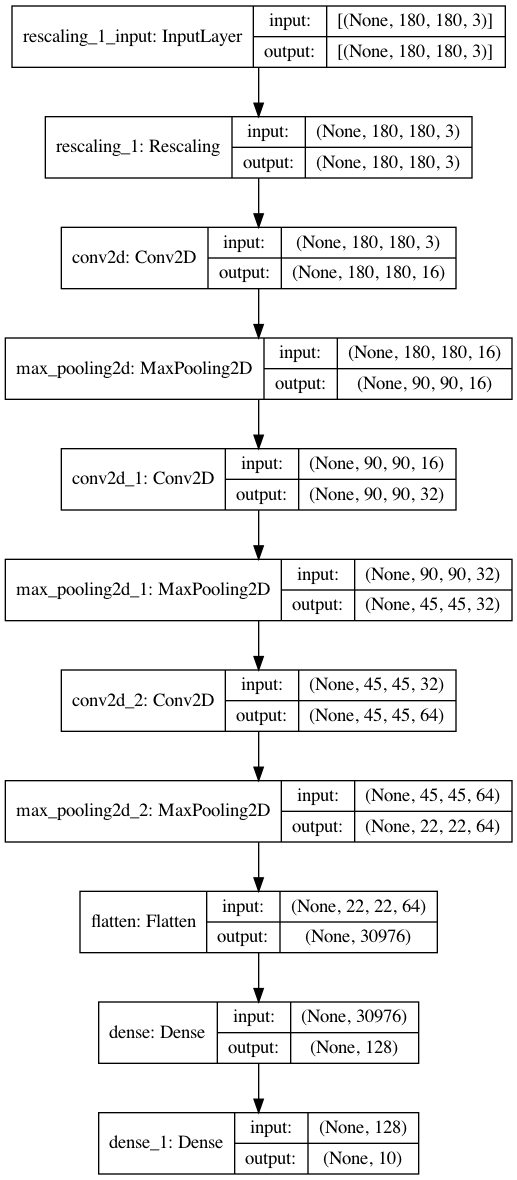 rescaling_1_input: InputLayer
input: [(None, 180, 180, 3)]
output: [(None, 180, 180, 3)]
rescaling_1: Rescaling
input: (None, 180, 180, 3)
output: (None, 180, 180, 3)
conv2d: Conv2D
input: (None, 180, 180, 3)
output: (None, 180, 180, 16)
max_pooling2d: MaxPooling2D
input: (None, 180, 180, 16)
output: (None, 90, 90, 16)
conv2d_1: Conv2D
input: (None, 90, 90, 16)
output: (None, 90, 90, 32)
max_pooling2d_1: MaxPooling2D
input: (None, 90, 90, 32)
output: (None, 45, 45, 32)
conv2d_2: Conv2D
input: (None, 45, 45, 32)
output: (None, 45, 45, 64)
max_pooling2d_2: MaxPooling2D
input: (None, 45, 45, 64)
output: (None, 22, 22, 64)
flatten: Flatten
input: (None, 22, 22, 64)
output: (None, 30976)
dense: Dense
input: (None, 30976)
output: (None, 128)
dense_1: Dense
input: (None, 128)
output: (None, 10)